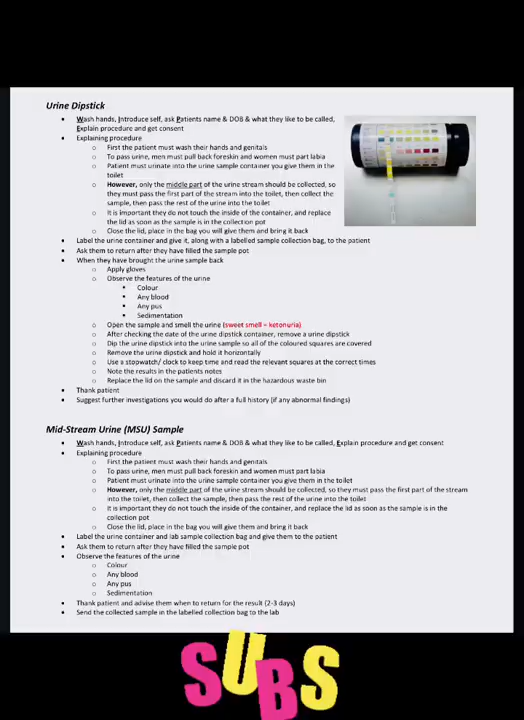 Urine Dipstick
• Wash hands, Introduce self, ask Patients name & DOB & what they like to be called,
Explain procedure and get consent
• Explaining procedure
o First the patient must wash their hands and genitals
o To pass urine, men must pull back foreskin and women must part labia
o Patient must urinate into the urine sample container you give them in the
toilet
o However, only the middle part of the urine stream should be collected, so
they must pass the first part of the stream into the toilet, then collect the
sample, then pass the rest of the urine into the toilet
o It is important they do not touch the inside of the container, and replace
the lid as soon as the sample is in the collection pot
o Close the lid, place in the bag you will give them and bring it back
• Label the urine container and give it, along with a labelled sample collection bag, to the patient
• Ask them to return after they have filled the sample pot
• When they have brought the urine sample back
o Apply gloves
o Observe the features of the urine
▪ Colour
▪ Any blood
▪ Any pus
▪ Sedimentation
o Open the sample and smell the urine (sweet smell = ketonuria)
o After checking the date of the urine dipstick container, remove a urine dipstick
o Dip the urine dipstick into the urine sample so all of the coloured squares are covered
o Remove the urine dipstick and hold it horizontally
o Use a stopwatch/ clock to keep time and read the relevant squares at the correct times
o Note the results in the patients notes
o Replace the lid on the sample and discard it in the hazardous waste bin
• Thank patient
• Suggest further investigations you would do after a full history (if any abnormal findings)
Mid-Stream Urine (MSU) Sample
• Wash hands, Introduce self, ask Patients name & DOB & what they like to be called, Explain procedure and get consent
• Explaining procedure
o First the patient must wash their hands and genitals
o To pass urine, men must pull back foreskin and women must part labia
o Patient must urinate into the urine sample container you give them in the toilet
o However, only the middle part of the urine stream should be collected, so they must pass the first part of the stream
into the toilet, then collect the sample, then pass the rest of the urine into the toilet
o It is important they do not touch the inside of the container, and replace the lid as soon as the sample is in the
collection pot
o Close the lid, place in the bag you will give them and bring it back
• Label the urine container and lab sample collection bag and give them to the patient
• Ask them to return after they have filled the sample pot
• Observe the features of the urine
o Colour
o Any blood
o Any pus
o Sedimentation
• Thank patient and advise them when to return for the result (2-3 days)
• Send the collected sample in the labelled collection bag to the lab
SUBS